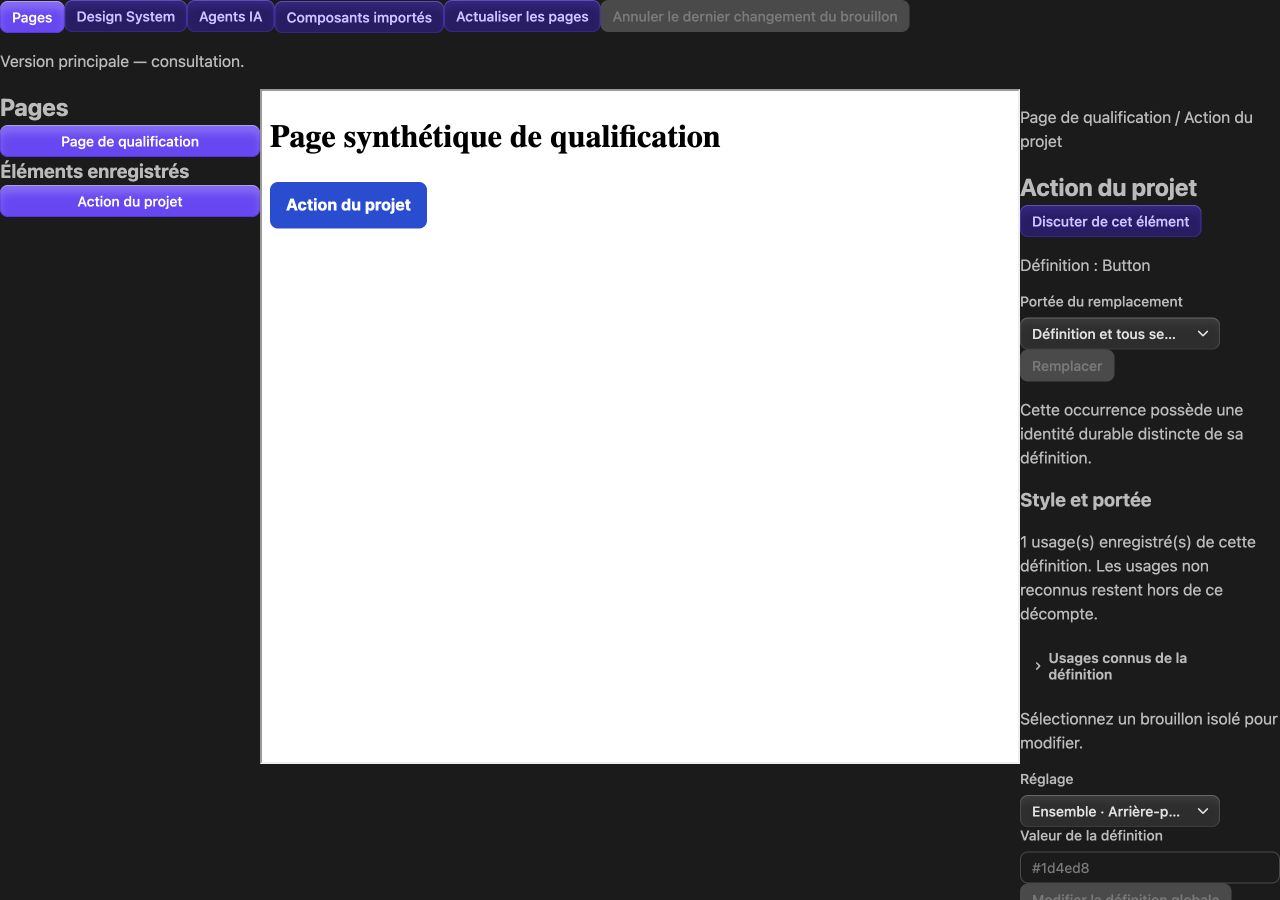 Pages
Design System
Agents IA
Composants importés
Actualiser les pages
Annuler le dernier changement du brouillon
Version principale — consultation.
Pages
Page de qualification
Éléments enregistrés
Action du projet
Page synthétique de qualification
Action du projet
Page de qualification / Action du
projet
Action du projet
Discuter de cet élément
Définition : Button
Portée du remplacement
Définition et tous se...
Remplacer
Cette occurrence possède une
identité durable distincte de sa
définition.
Style et portée
1 usage(s) enregistré(s) de cette
définition. Les usages non
reconnus restent hors de ce
décompte.
Usages connus de la
définition
Sélectionnez un brouillon isolé pour
modifier.
Réglage
Ensemble · Arrière-p...
Valeur de la définition
#1d4ed8
Modifier la définition globale